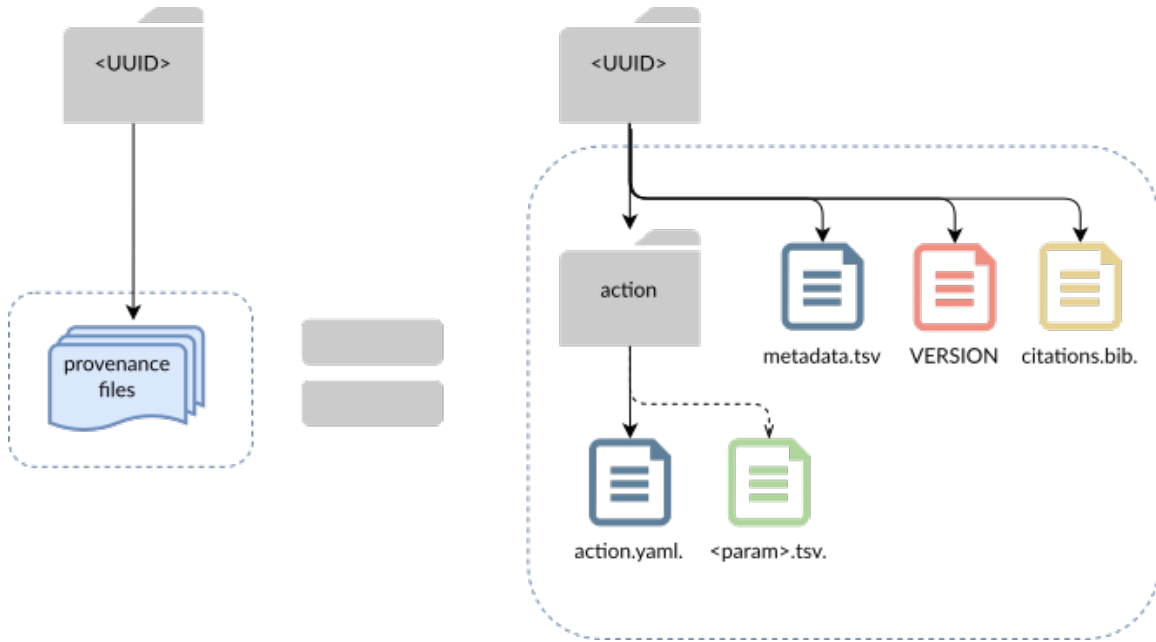 <UUID>
<UUID>
provenance
files
action
metadata.tsv
VERSION
citations.bib.
action.yaml.
<param>.tsv.